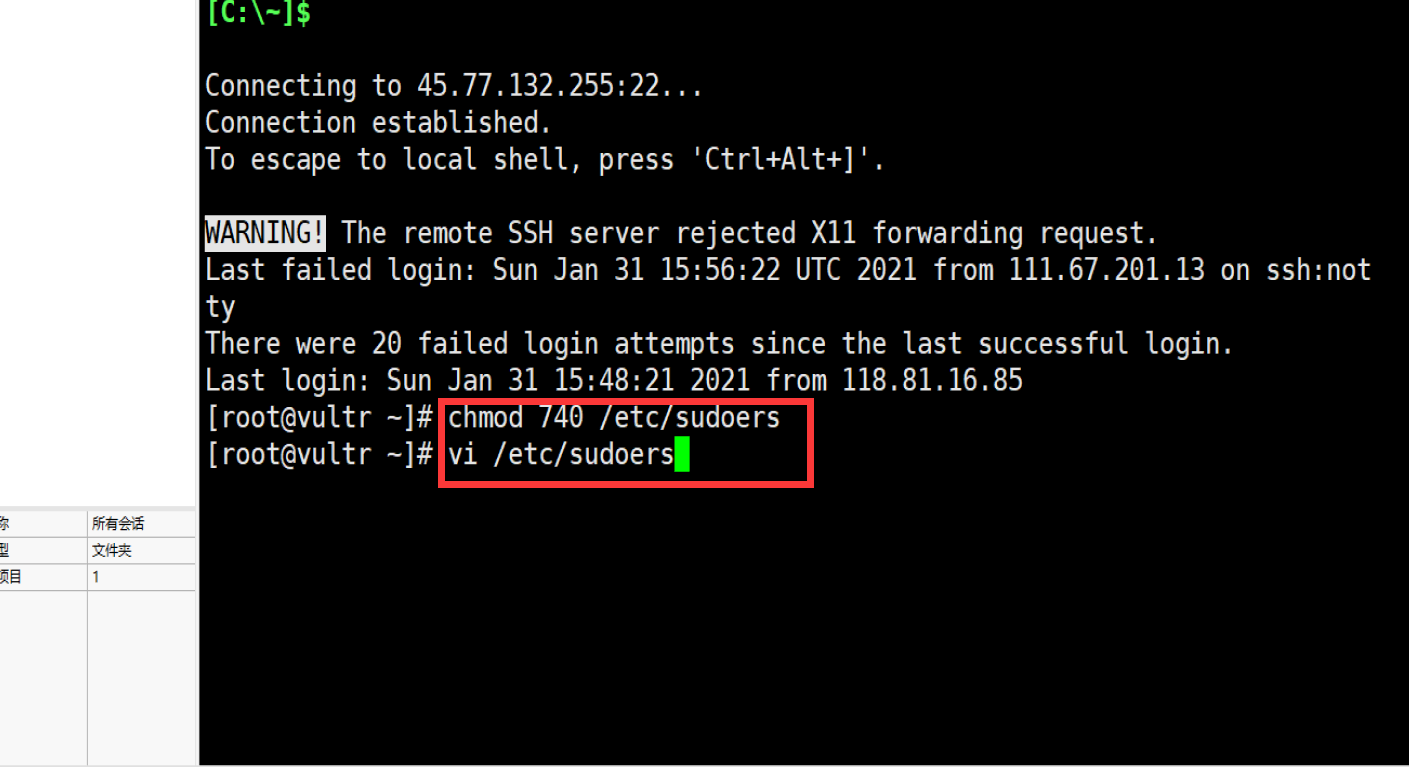 [C:\~]$
Connecting to 45.77.132.255:22...
Connection established.
To escape to local shell, press 'Ctrl+Alt+]'.
WARNING! The remote SSH server rejected X11 forwarding request.
Last failed login: Sun Jan 31 15:56:22 UTC 2021 from 111.67.201.13 on ssh:not
ty
There were 20 failed login attempts since the last successful login.
Last login: Sun Jan 31 15:48:21 2021 from 118.81.16.85
[root@vultr ~]# chmod 740 /etc/sudoers
[root@vultr ~]# vi /etc/sudoers
称 所有会话
型 文件夹
项目 1